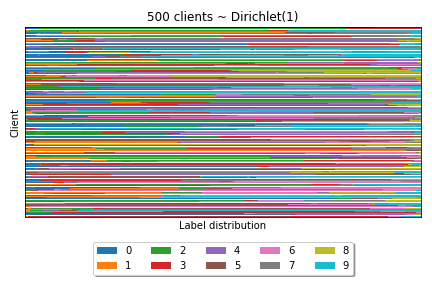 500 clients ~ Dirichlet(1)
Client
Label distribution
0 2 4 6 8
1 3 5 7 9